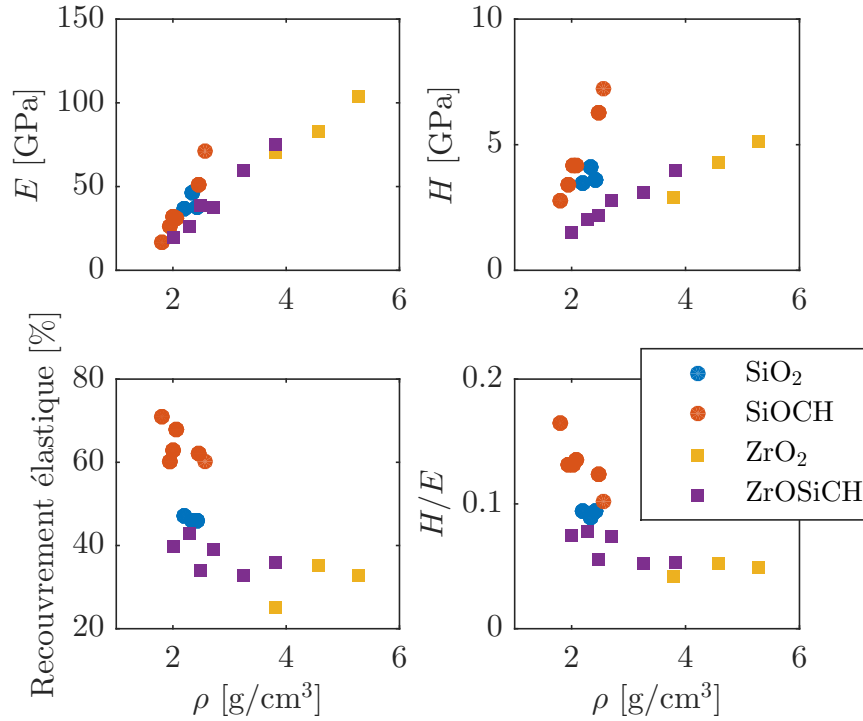 150
100
50
0
E [GPa]
2
4
6
10
5
0
H [GPa]
2
4
6
80
60
40
20
Recouvrement élastique [%]
2
4
6
ρ [g/cm³]
0.2
0.1
0
H/E
2
4
6
ρ [g/cm³]
SiO₂
SiOCH
ZrO₂
ZrOSiCH